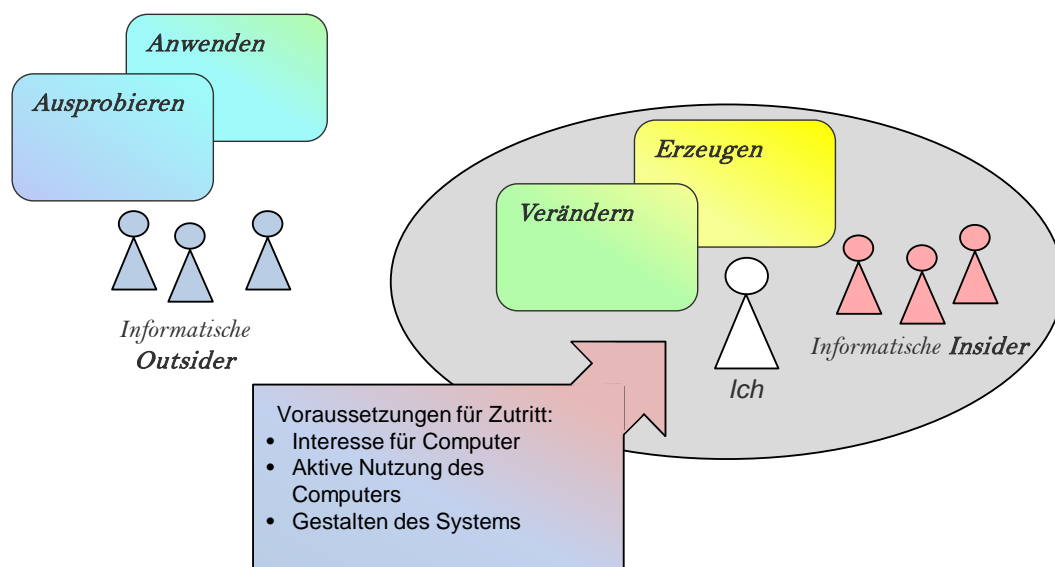 Anwenden
Ausprobieren
Erzeugen
Verändern
Informatische
Outsider
Informatische Insider
Ich
Voraussetzungen für Zutritt:
• Interesse für Computer
• Aktive Nutzung des
Computers
• Gestalten des Systems